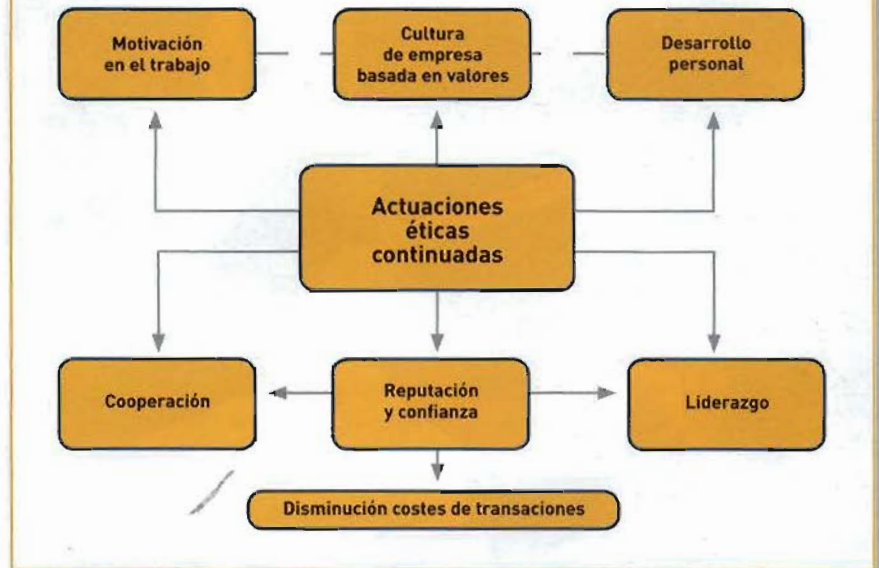 Motivación
en el trabajo
Cultura
de empresa
basada en valores
Desarrollo
personal
Actuaciones
éticas
continuadas
Cooperación
Reputación
y confianza
Liderazgo
Disminución costes de transaciones